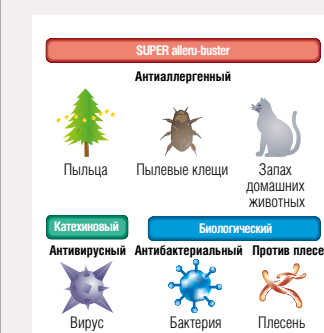 SUPER alleru-buster
Антиаллергенный
Пыльца Пылевые клещи Запах
домашних
животных
Катехиновый Биологический
Антивирусный Антибактериальный Против плесе
Вирус Бактерия Плесень